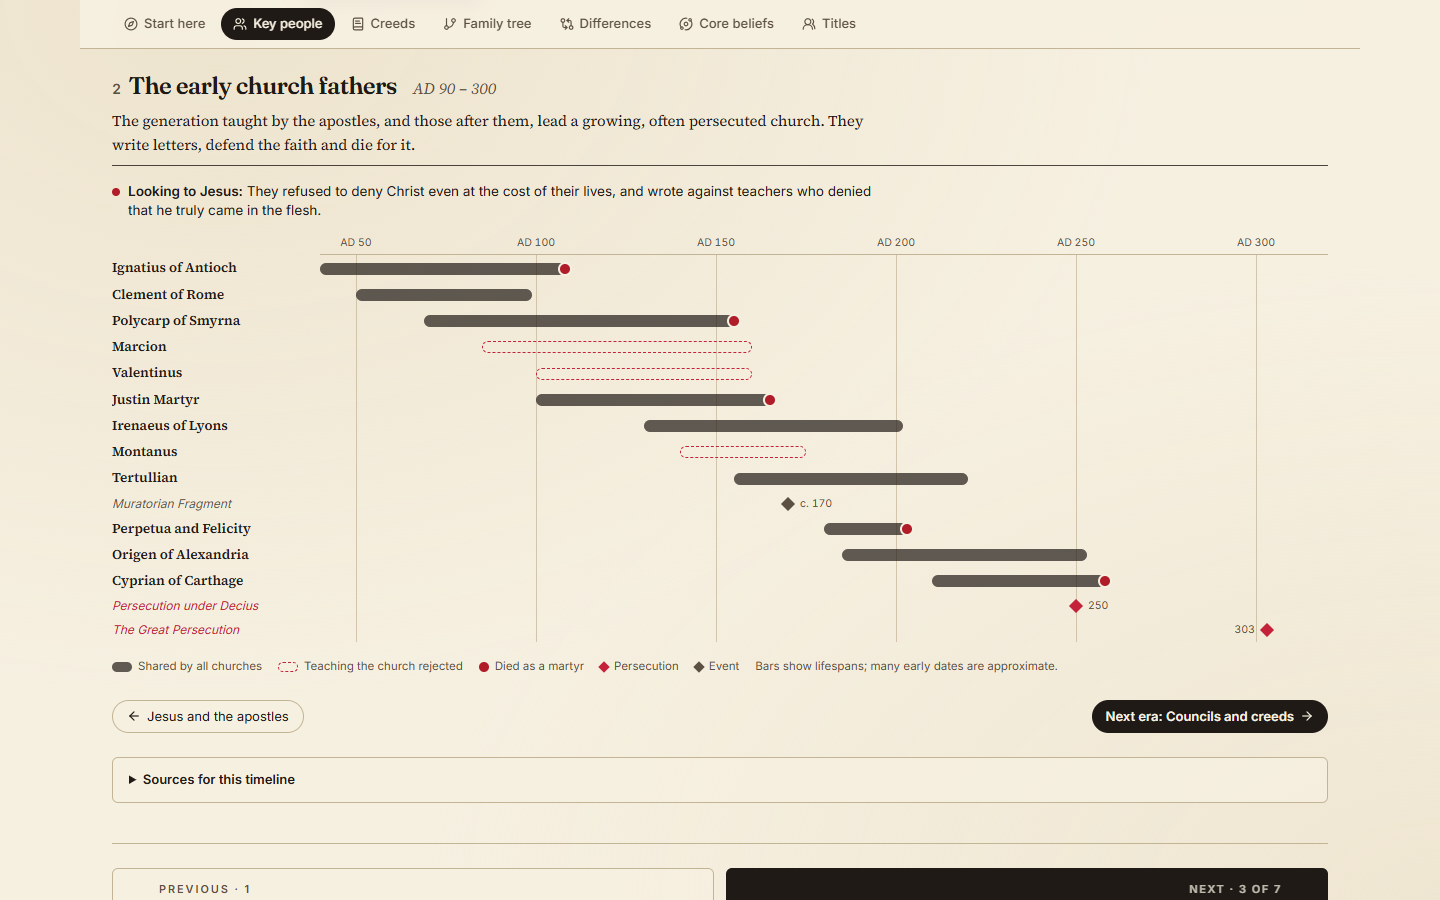 Start here
Key people
Creeds
Family tree
Differences
Core beliefs
Titles
2 The early church fathers AD 90 – 300
The generation taught by the apostles, and those after them, lead a growing, often persecuted church. They
write letters, defend the faith and die for it.
Looking to Jesus: They refused to deny Christ even at the cost of their lives, and wrote against teachers who denied
that he truly came in the flesh.
AD 50 AD 100 AD 150 AD 200 AD 250 AD 300
Ignatius of Antioch
Clement of Rome
Polycarp of Smyrna
Marcion
Valentinus
Justin Martyr
Irenaeus of Lyons
Montanus
Tertullian
Muratorian Fragment c. 170
Perpetua and Felicity
Origen of Alexandria
Cyprian of Carthage
Persecution under Decius 250
The Great Persecution 303
Shared by all churches Teaching the church rejected Died as a martyr Persecution Event Bars show lifespans; many early dates are approximate.
← Jesus and the apostles
Next era: Councils and creeds →
Sources for this timeline
PREVIOUS · 1
NEXT · 3 OF 7